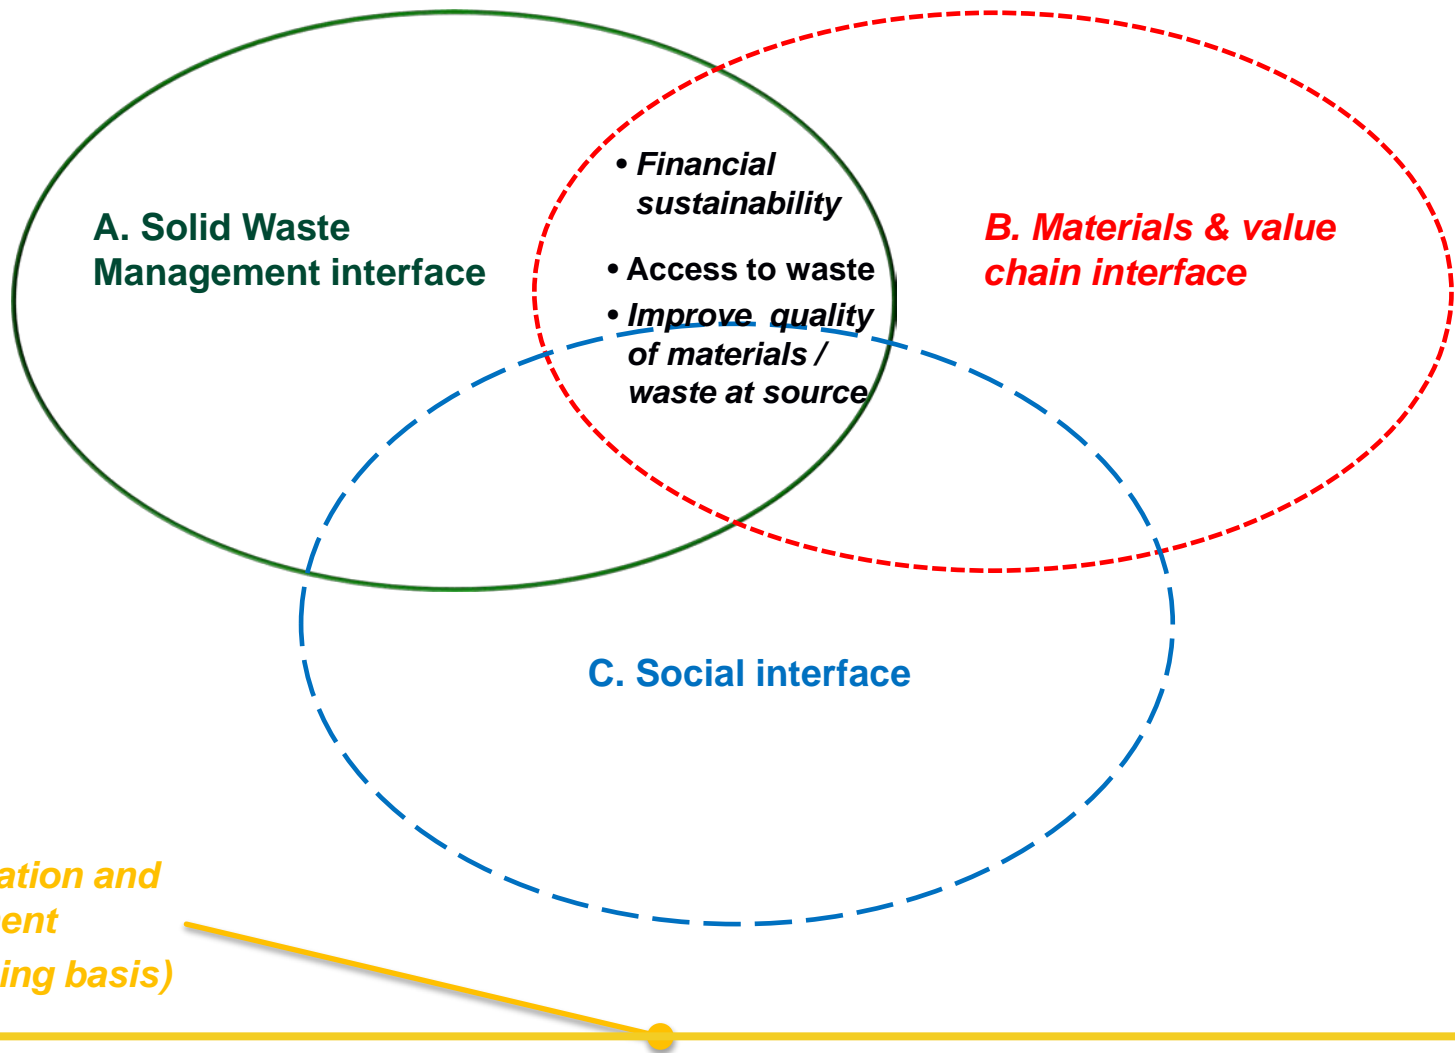 • Financial
sustainability
A. Solid Waste
Management interface
• Access to waste
• Improve quality
of materials /
waste at source
B. Materials & value
chain interface
C. Social interface
ation and
ent
ing basis)